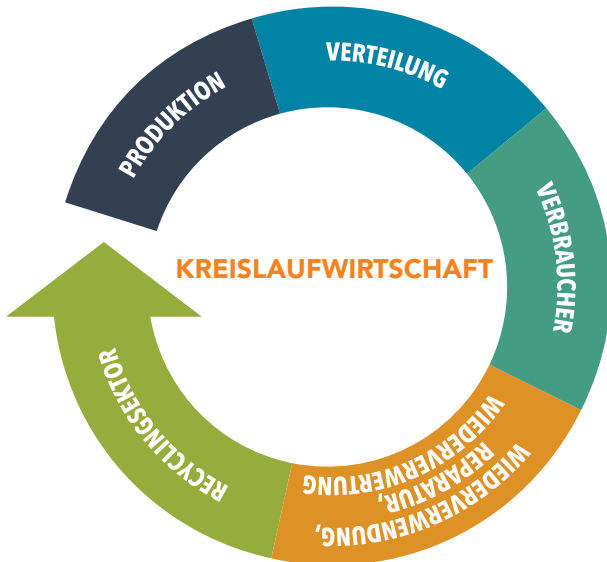 PRODUKTION
VERTEILUNG
VERBRAUCHER
WIEDERVERWENDUNG,
REPARATUR,
WIEDERVERWERTUNG
RECYCLINGSEKTOR
KREISLAUFWIRTSCHAFT